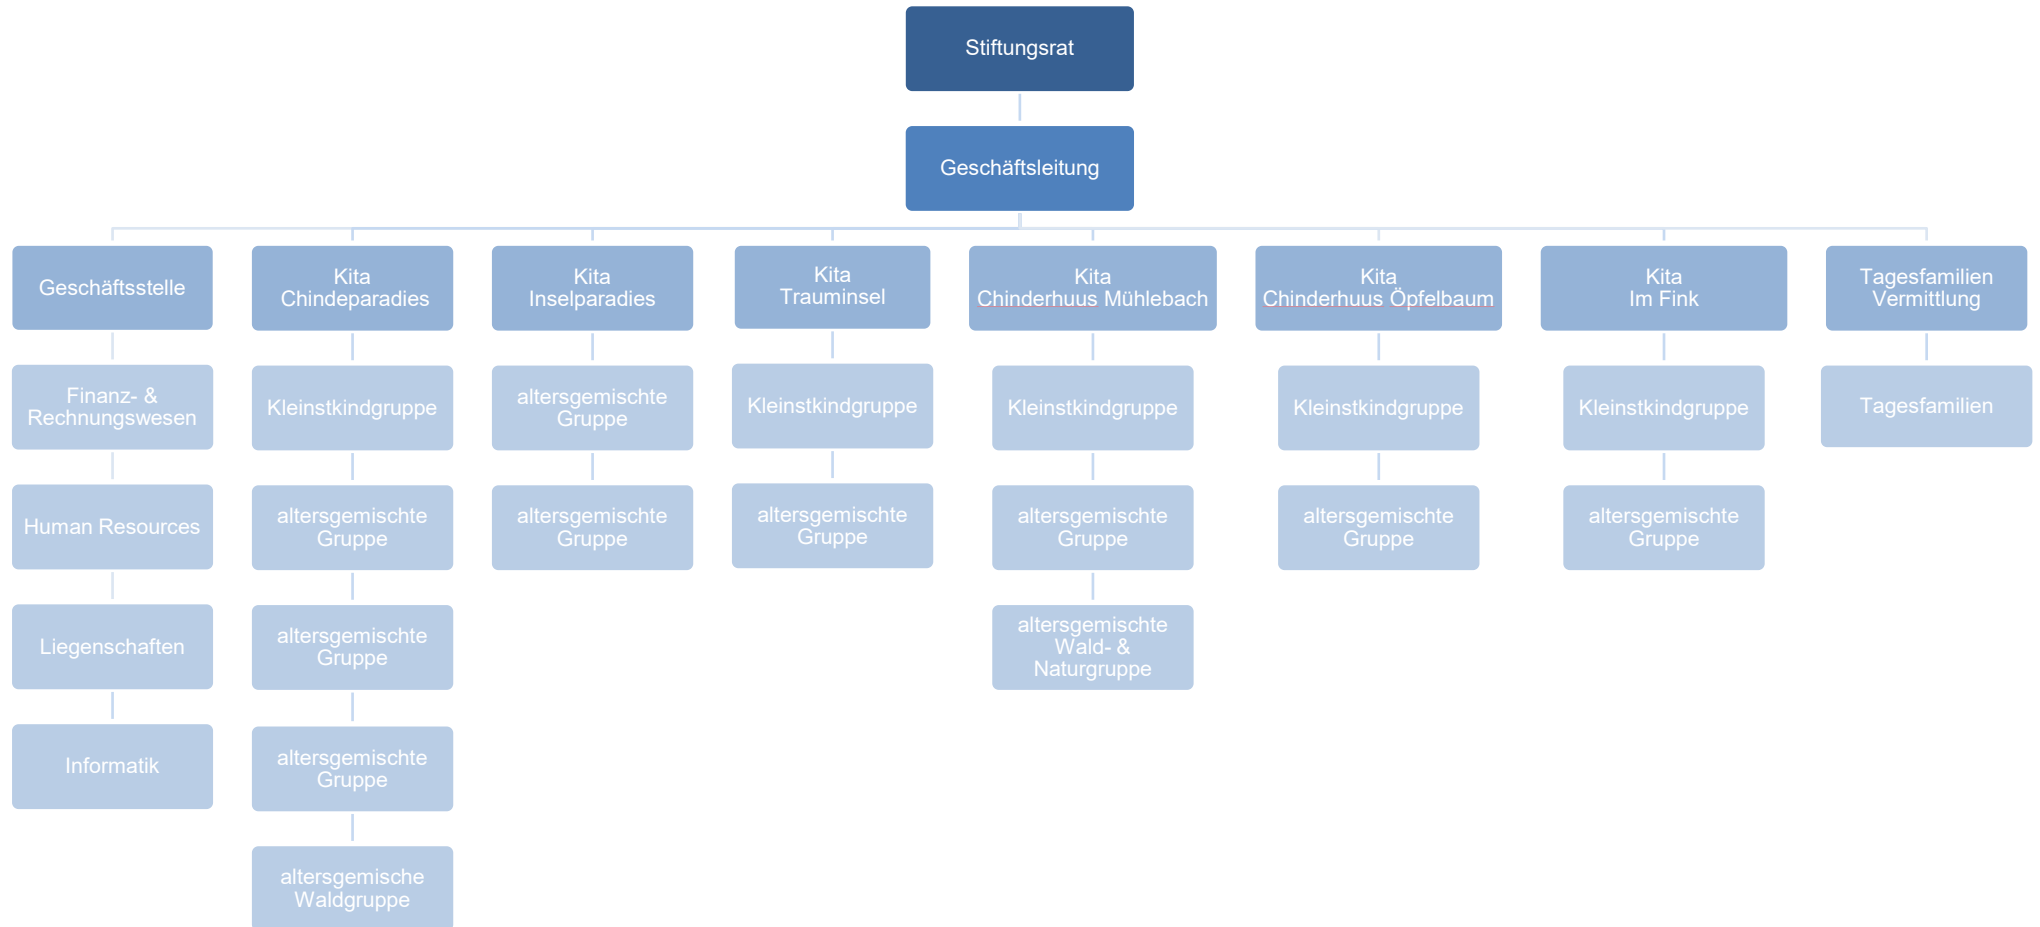 Stiftungsrat
Geschäftsleitung
Geschäftsstelle
Finanz- &
Rechnungswesen
Human Resources
Liegenschaften
Informatik
Kita
Chindeparadies
Kleinstkindgruppe
altersgemischte
Gruppe
altersgemischte
Gruppe
altersgemischte
Gruppe
altersgemische
Waldgruppe
Kita
Inselparadies
altersgemischte
Gruppe
altersgemischte
Gruppe
Kita
Trauminsel
Kleinstkindgruppe
altersgemischte
Gruppe
Kita
Chinderhuus Mühlebach
Kleinstkindgruppe
altersgemischte
Gruppe
altersgemischte
Wald- &
Naturgruppe
Kita
Chinderhuus Öpfelbaum
Kleinstkindgruppe
altersgemischte
Gruppe
Kita
Im Fink
Kleinstkindgruppe
altersgemischte
Gruppe
Tagesfamilien
Vermittlung
Tagesfamilien